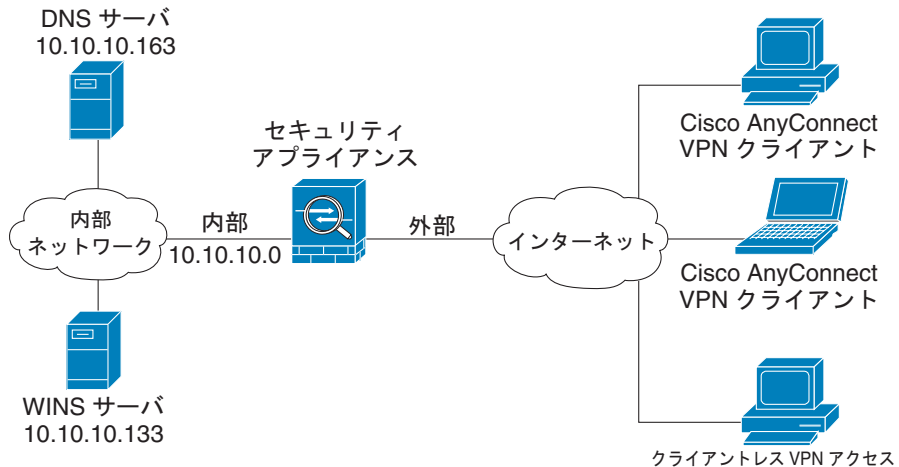 DNS サーバ
10.10.10.163
セキュリティ
アプライアンス
Cisco AnyConnect
VPN クライアント
内部
ネットワーク
内部
10.10.10.0
外部
インターネット
Cisco AnyConnect
VPN クライアント
WINS サーバ
10.10.10.133
クライアントレス VPN アクセス